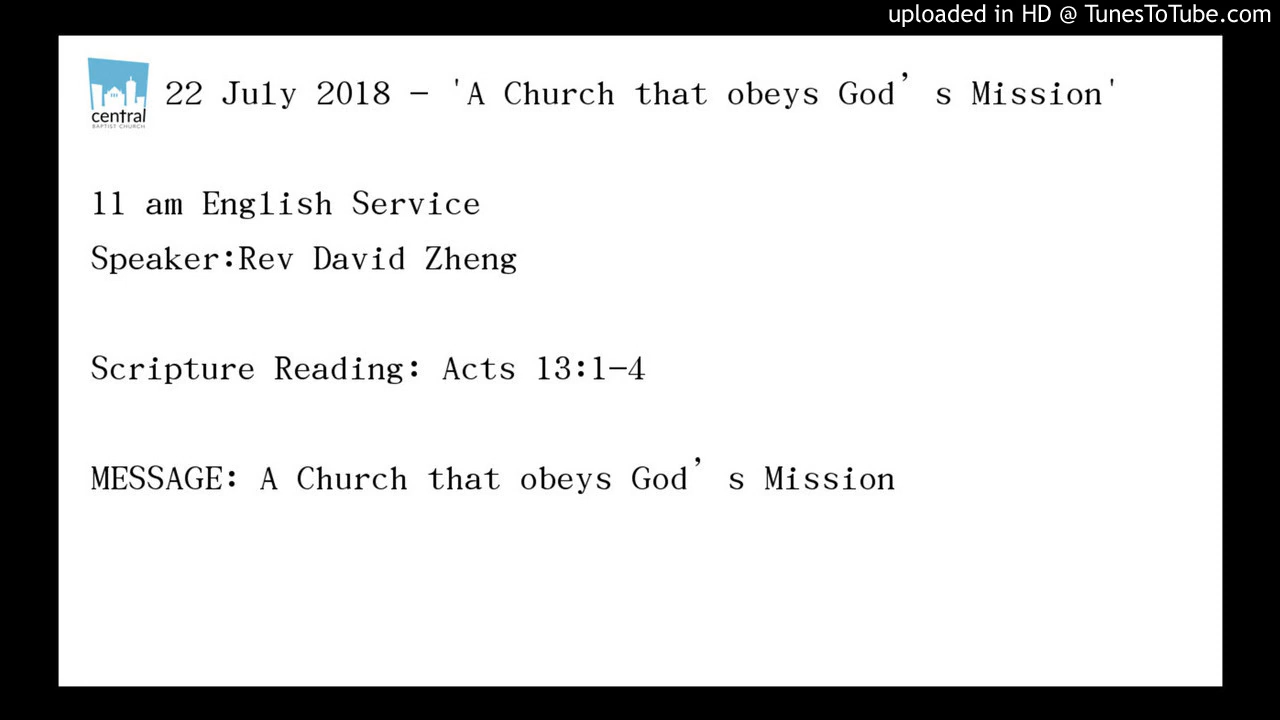 uploaded in HD @ TunesToTube.com
22 July 2018 - 'A Church that obeys God’s Mission'
central
BAPTIST CHURCH
11 am English Service
Speaker:Rev David Zheng
Scripture Reading: Acts 13:1-4
MESSAGE: A Church that obeys God’s Mission